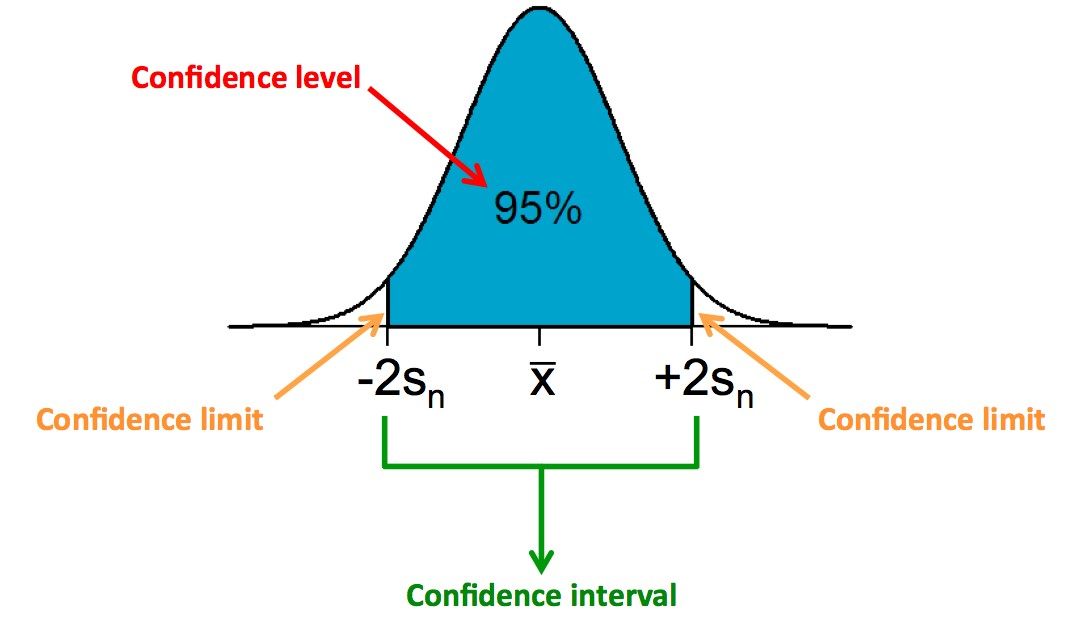 Confidence level
95%
-2sₙ x̅ +2sₙ
Confidence limit Confidence limit
Confidence interval